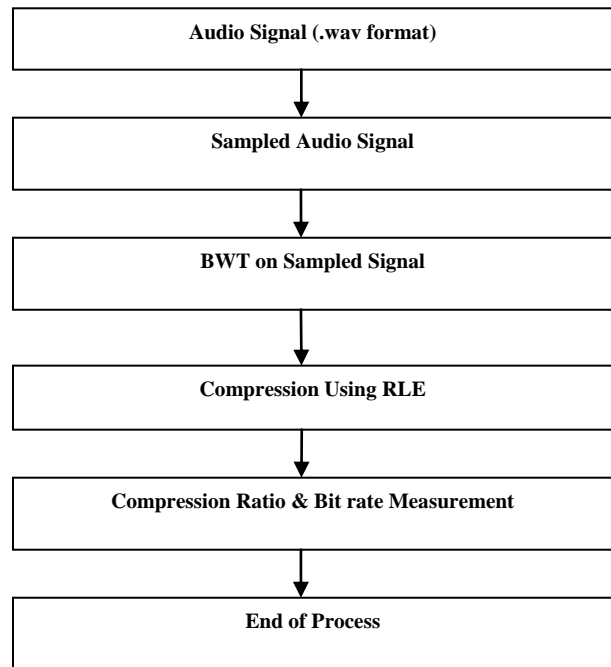 Audio Signal (.wav format)
Sampled Audio Signal
BWT on Sampled Signal
Compression Using RLE
Compression Ratio & Bit rate Measurement
End of Process